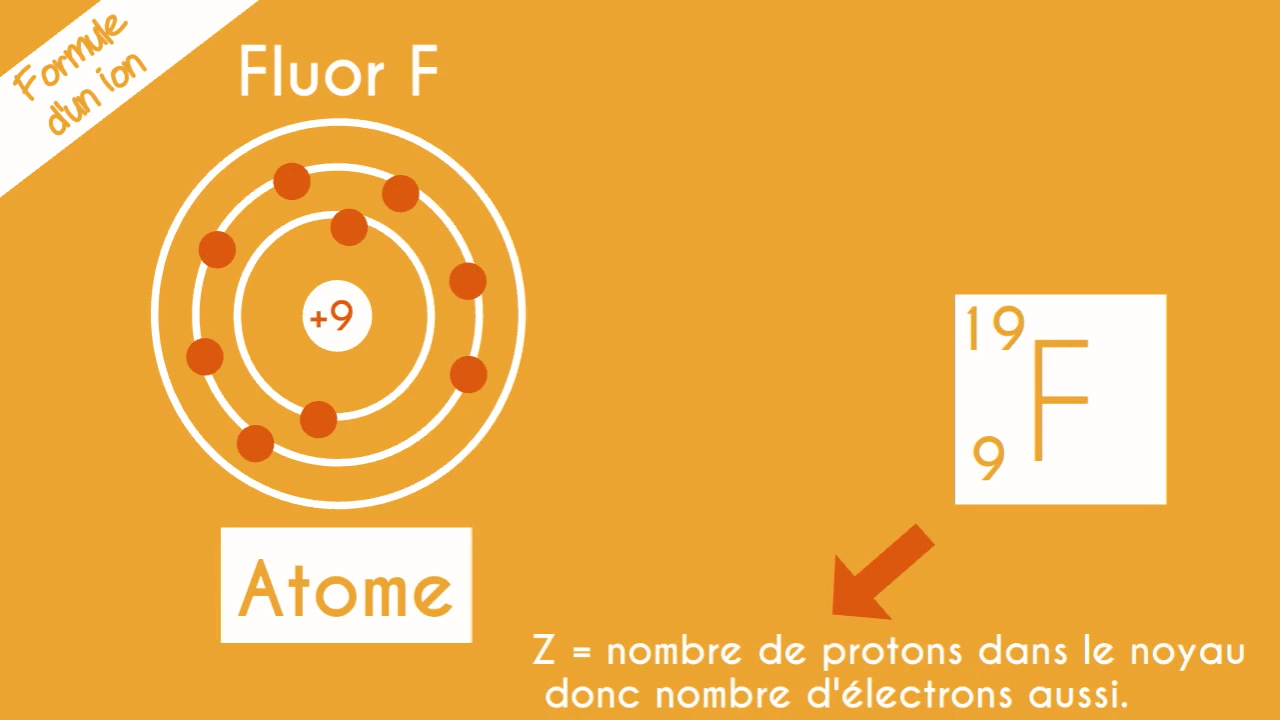 Formule
d'un ion
Fluor F
+9
19
F
9
Atome
Z = nombre de protons dans le noyau
donc nombre d'électrons aussi.